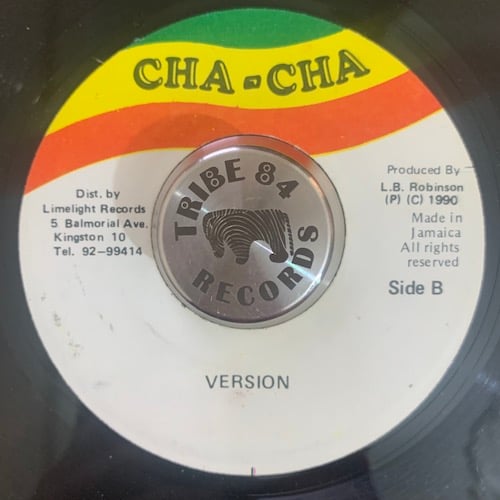 CHA-CHA
TRIBE 84
RECORDS
Dist. by
Limelight Records
5 Balmorial Ave.
Kingston 10
Tel. 92-99414
Produced By
L.B. Robinson
(P) (C) 1990
Made in
Jamaica
All rights
reserved
Side B
VERSION